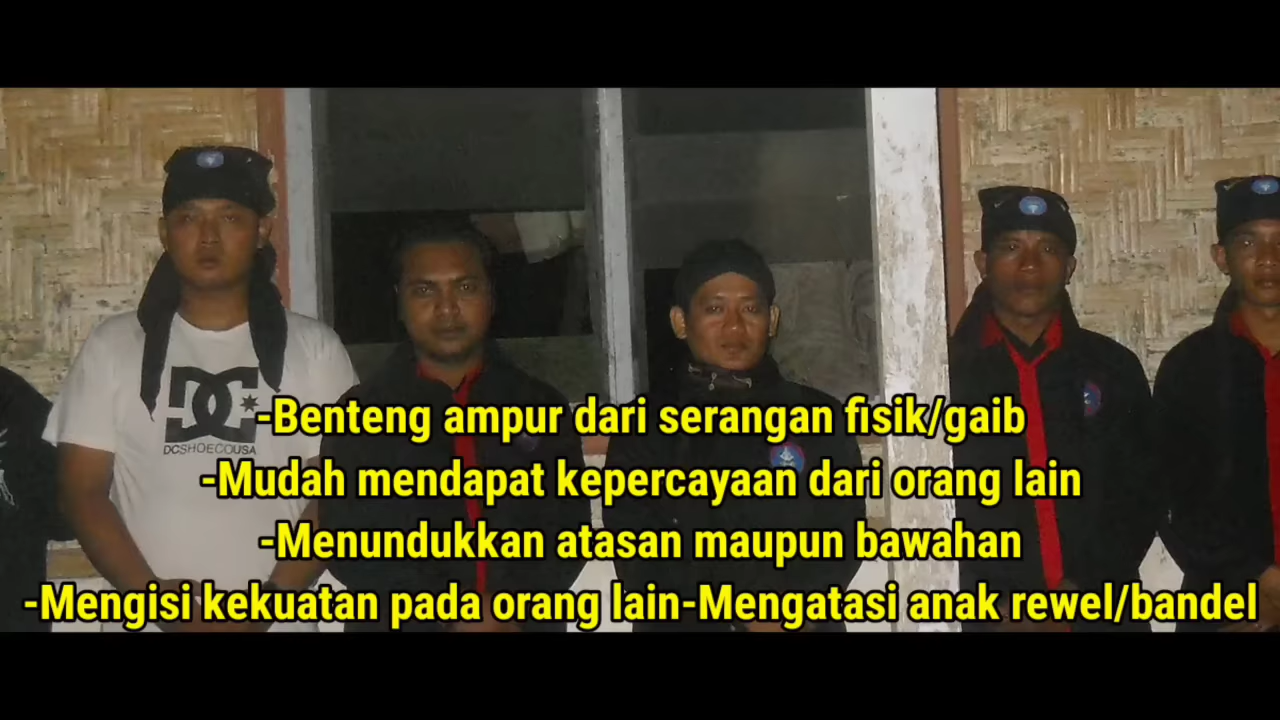 DC
DCSHOECOUSA
-Benteng ampur dari serangan fisik/gaib
-Mudah mendapat kepercayaan dari orang lain
-Menundukkan atasan maupun bawahan
-Mengisi kekuatan pada orang lain-Mengatasi anak rewel/bandel